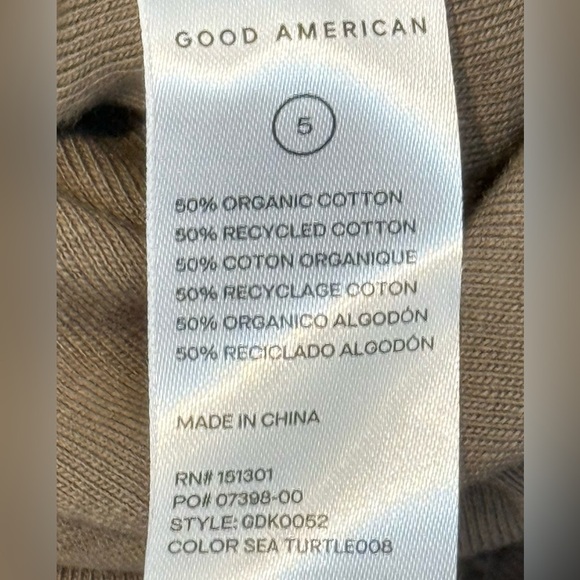 GOOD AMERICAN
5
50% ORGANIC COTTON
50% RECYCLED COTTON
50% COTON ORGANIQUE
50% RECYCLAGE COTON
50% ORGANICO ALGODÓN
50% RECICLADO ALGODÓN
MADE IN CHINA
RN# 151301
PO# 07398-00
STYLE: GDK0052
COLOR SEA TURTLE008